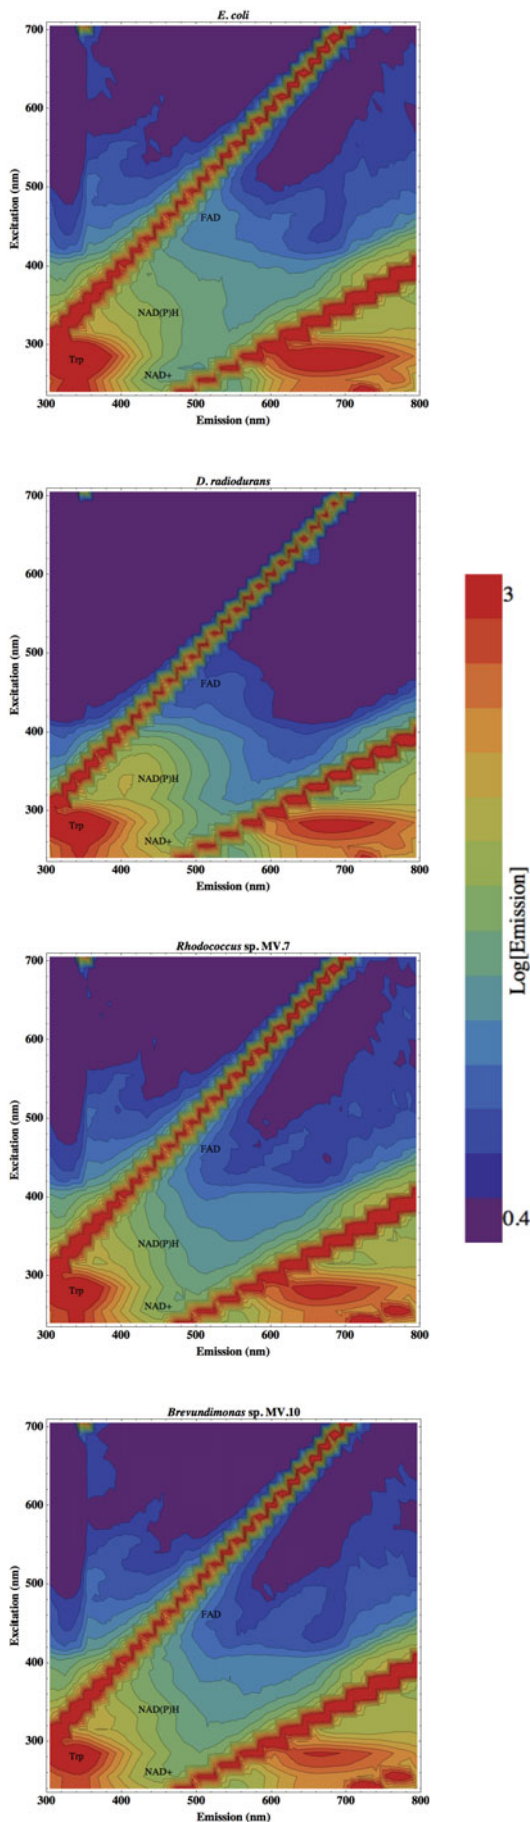 E. coli
700
600
500
400
300
Excitation (nm)
FAD
NAD(P)H
Trp
NAD+
300 400 500 600 700 800
Emission (nm)
D. radiodurans
700
600
500
400
300
Excitation (nm)
FAD
NAD(P)H
Trp
NAD+
300 400 500 600 700 800
Emission (nm)
3
Log[Emission]
0.4
Rhodococcus sp. MV.7
700
600
500
400
300
Excitation (nm)
FAD
NAD(P)H
Trp
NAD+
300 400 500 600 700 800
Emission (nm)
Brevundimonas sp. MV.10
700
600
500
400
300
Excitation (nm)
FAD
NAD(P)H
Trp
NAD+
300 400 500 600 700 800
Emission (nm)